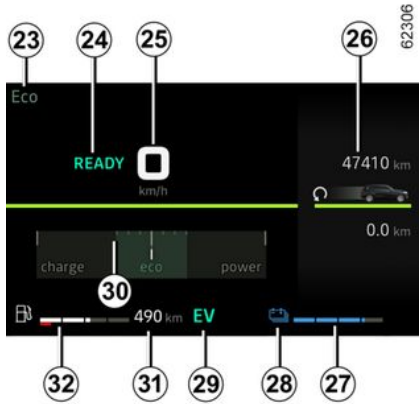 62306
23 24 25 26
Eco
READY 0
km/h
47410 km
0.0 km
charge eco power
30
490 km EV
32 31 29 28 27